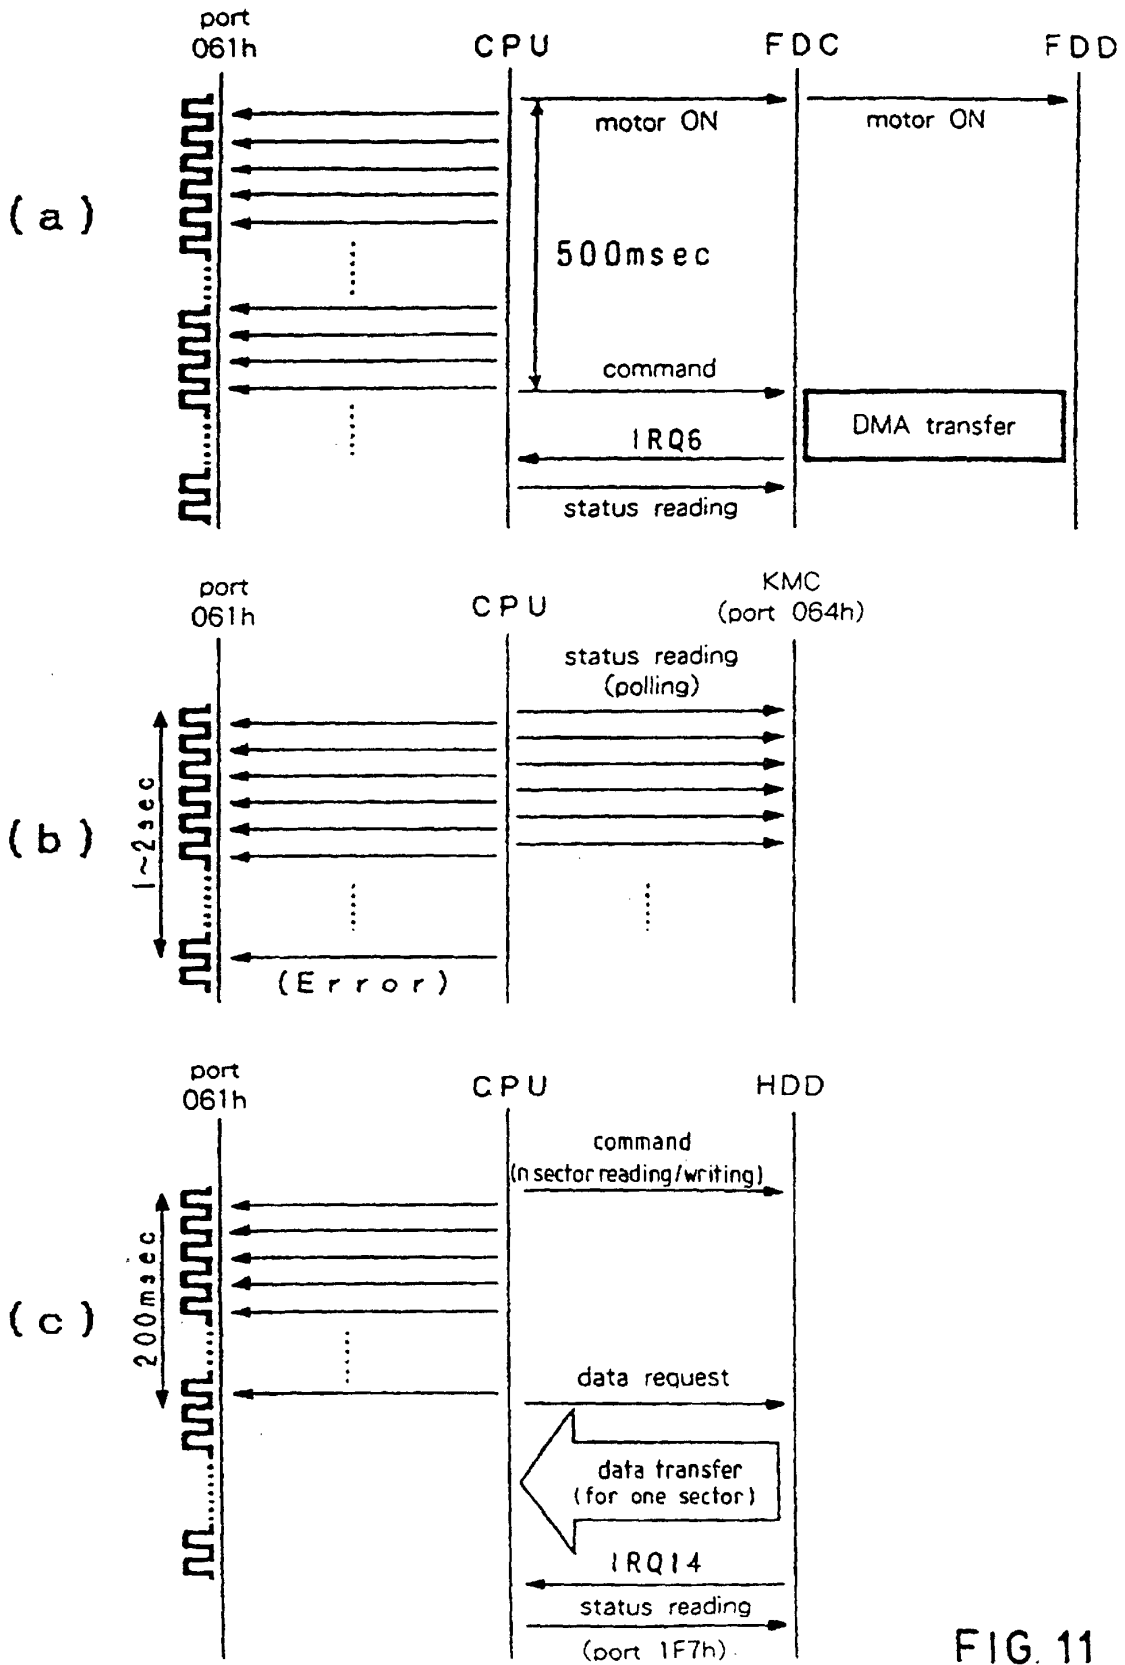 port
061h
CPU
FDC
FDD
motor ON
motor ON
(a)
500msec
command
DMA transfer
IRQ6
status reading
port
061h
CPU
KMC
(port 064h)
status reading
(polling)
(b)
1~2sec
(Error)
port
061h
CPU
HDD
command
(n sector reading/writing)
(c)
200msec
data request
data transfer
(for one sector)
IRQ14
status reading
(port 1F7h)
FIG. 11